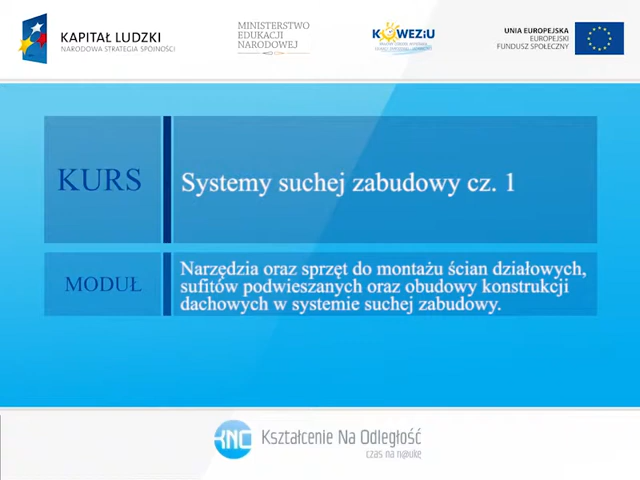 KAPITAŁ LUDZKI
NARODOWA STRATEGIA SPÓJNOŚCI
MINISTERSTWO
EDUKACJI
NARODOWEJ
KOWEZiU
UNIA EUROPEJSKA
EUROPEJSKI
FUNDUSZ SPOŁECZNY
KURS
Systemy suchej zabudowy cz. 1
MODUŁ
Narzędzia oraz sprzęt do montażu ścian działowych,
sufitów podwieszanych oraz obudowy konstrukcji
dachowych w systemie suchej zabudowy.
KNO
Kształcenie Na Odległość
czas na n@ukę